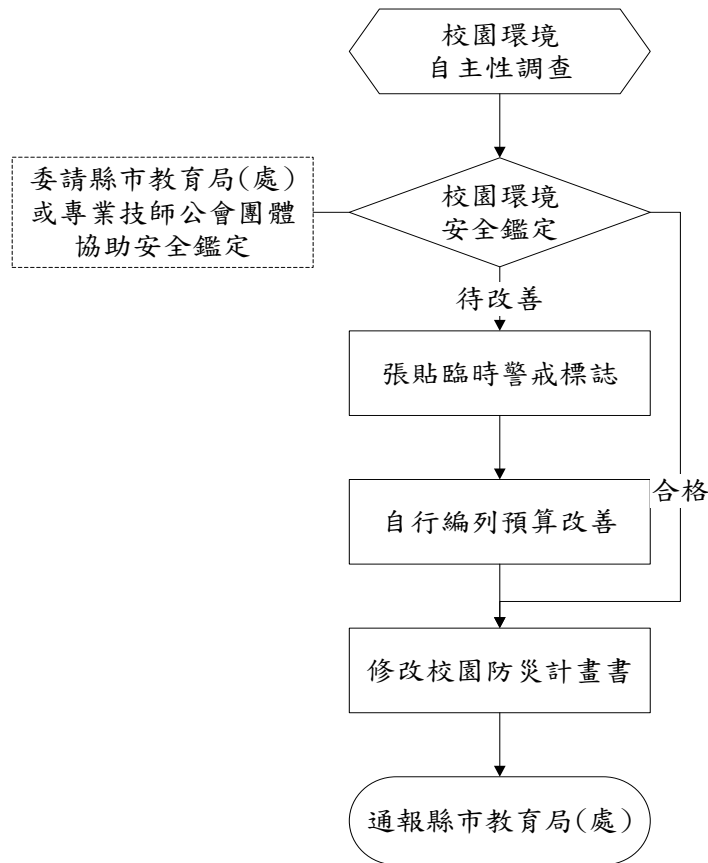 校園環境
自主性調查
委請縣市教育局(處)
或專業技師公會團體
協助安全鑑定
校園環境
安全鑑定
待改善
張貼臨時警戒標誌
自行編列預算改善
合格
修改校園防災計畫書
通報縣市教育局(處)